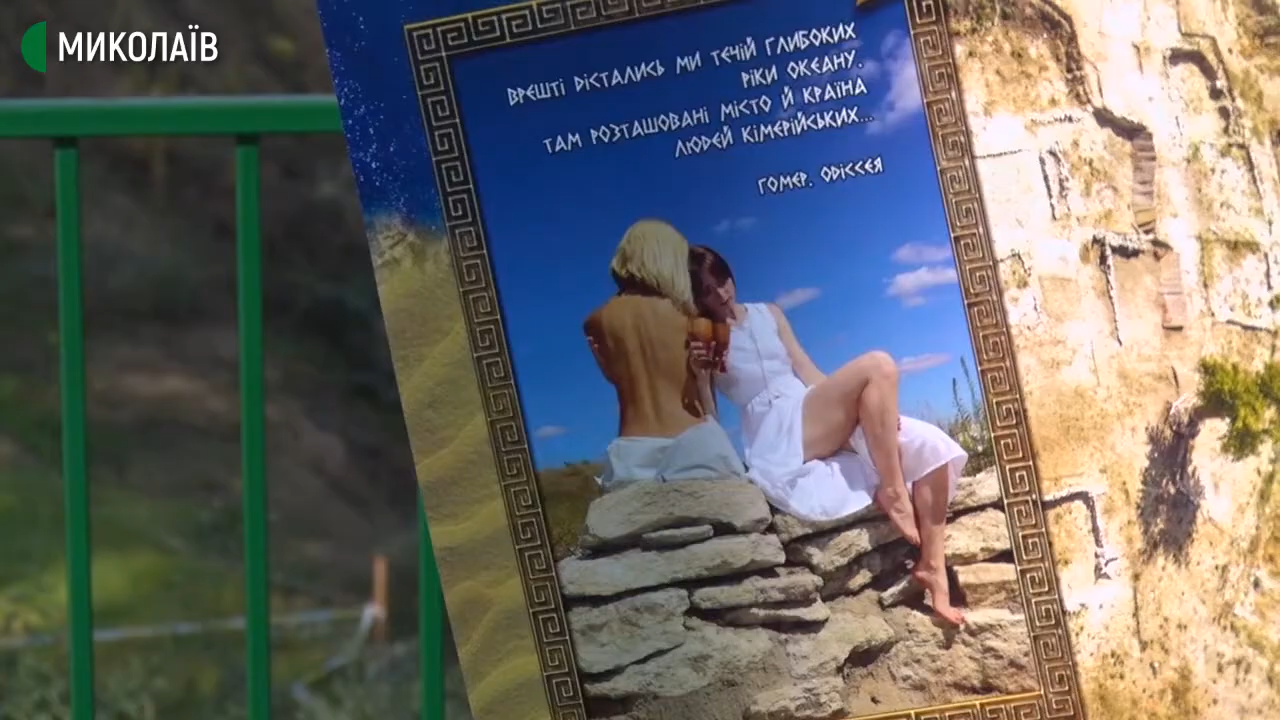 МИКОЛАЇВ
ВРЕШТІ ДІСТАЛИСЬ МИ ТЕЧІЙ ГЛИБОКИХ
РІКИ ОКЕАНУ.
ТАМ РОЗТАШОВАНІ МІСТО Й КРАЇНА
ЛЮДЕЙ КІМЕРІЙСЬКИХ...
ГОМЕР. ОДІССЕЯ